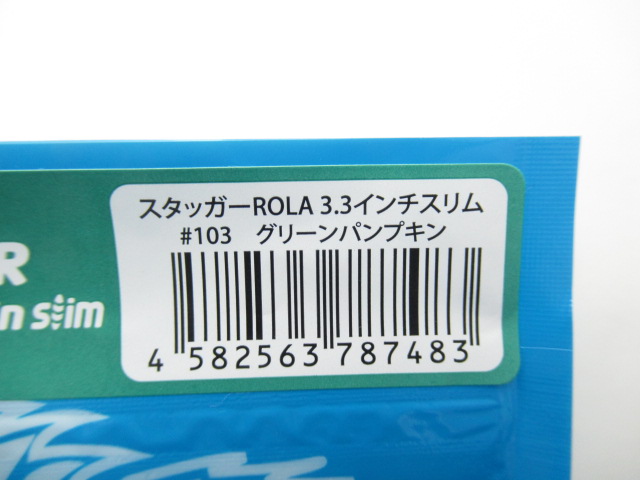 スタッガーROLA 3.3インチスリム
#103 グリーンパンプキン
R
n slim
4 582563 787483